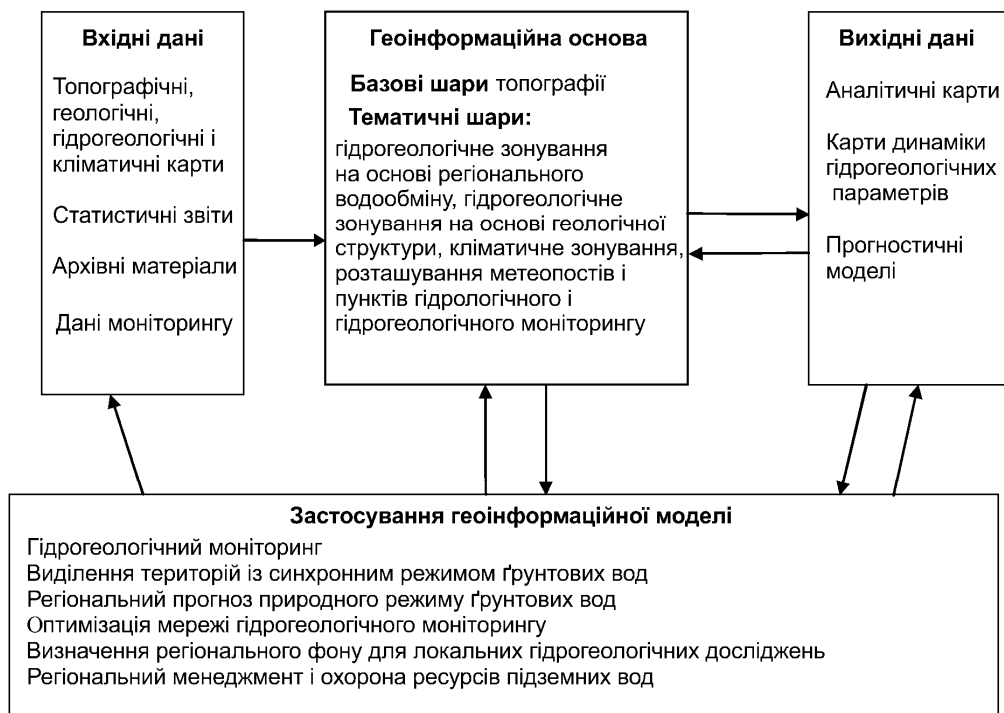 Вхідні дані
Топографічні,
геологічні,
гідрогеологічні і
кліматичні карти
Статистичні звіти
Архівні матеріали
Дані моніторингу
Геоінформаційна основа
Базові шари топографії
Тематичні шари:
гідрогеологічне зонування
на основі регіонального
водообміну, гідрогеологічне
зонування на основі геологічної
структури, кліматичне зонування,
розташування метеопостів і
пунктів гідрологічного і
гідрогеологічного моніторингу
Вихідні дані
Аналітичні карти
Карти динаміки
гідрогеологічних
параметрів
Прогностичні
моделі
Застосування геоінформаційної моделі
Гідрогеологічний моніторинг
Виділення територій із синхронним режимом ґрунтових вод
Регіональний прогноз природного режиму ґрунтових вод
Оптимізація мережі гідрогеологічного моніторингу
Визначення регіонального фону для локальних гідрогеологічних досліджень
Регіональний менеджмент і охорона ресурсів підземних вод